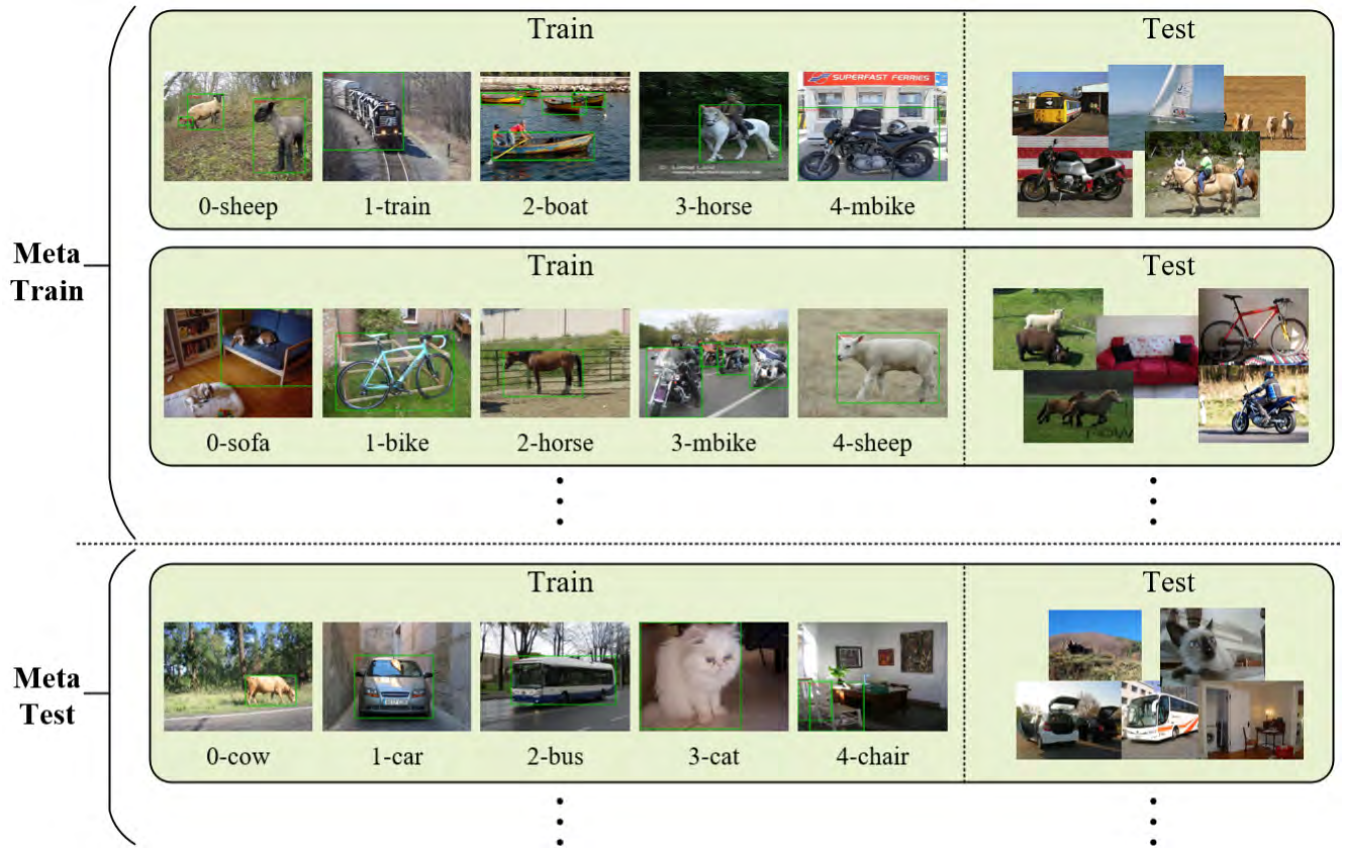 Train
Test
SUPERFAST FERRIES
0-sheep
1-train
2-boat
3-horse
4-mbike
Meta
Train
Train
Test
0-sofa
1-bike
2-horse
3-mbike
4-sheep
Meta
Test
Train
Test
0-cow
1-car
2-bus
3-cat
4-chair